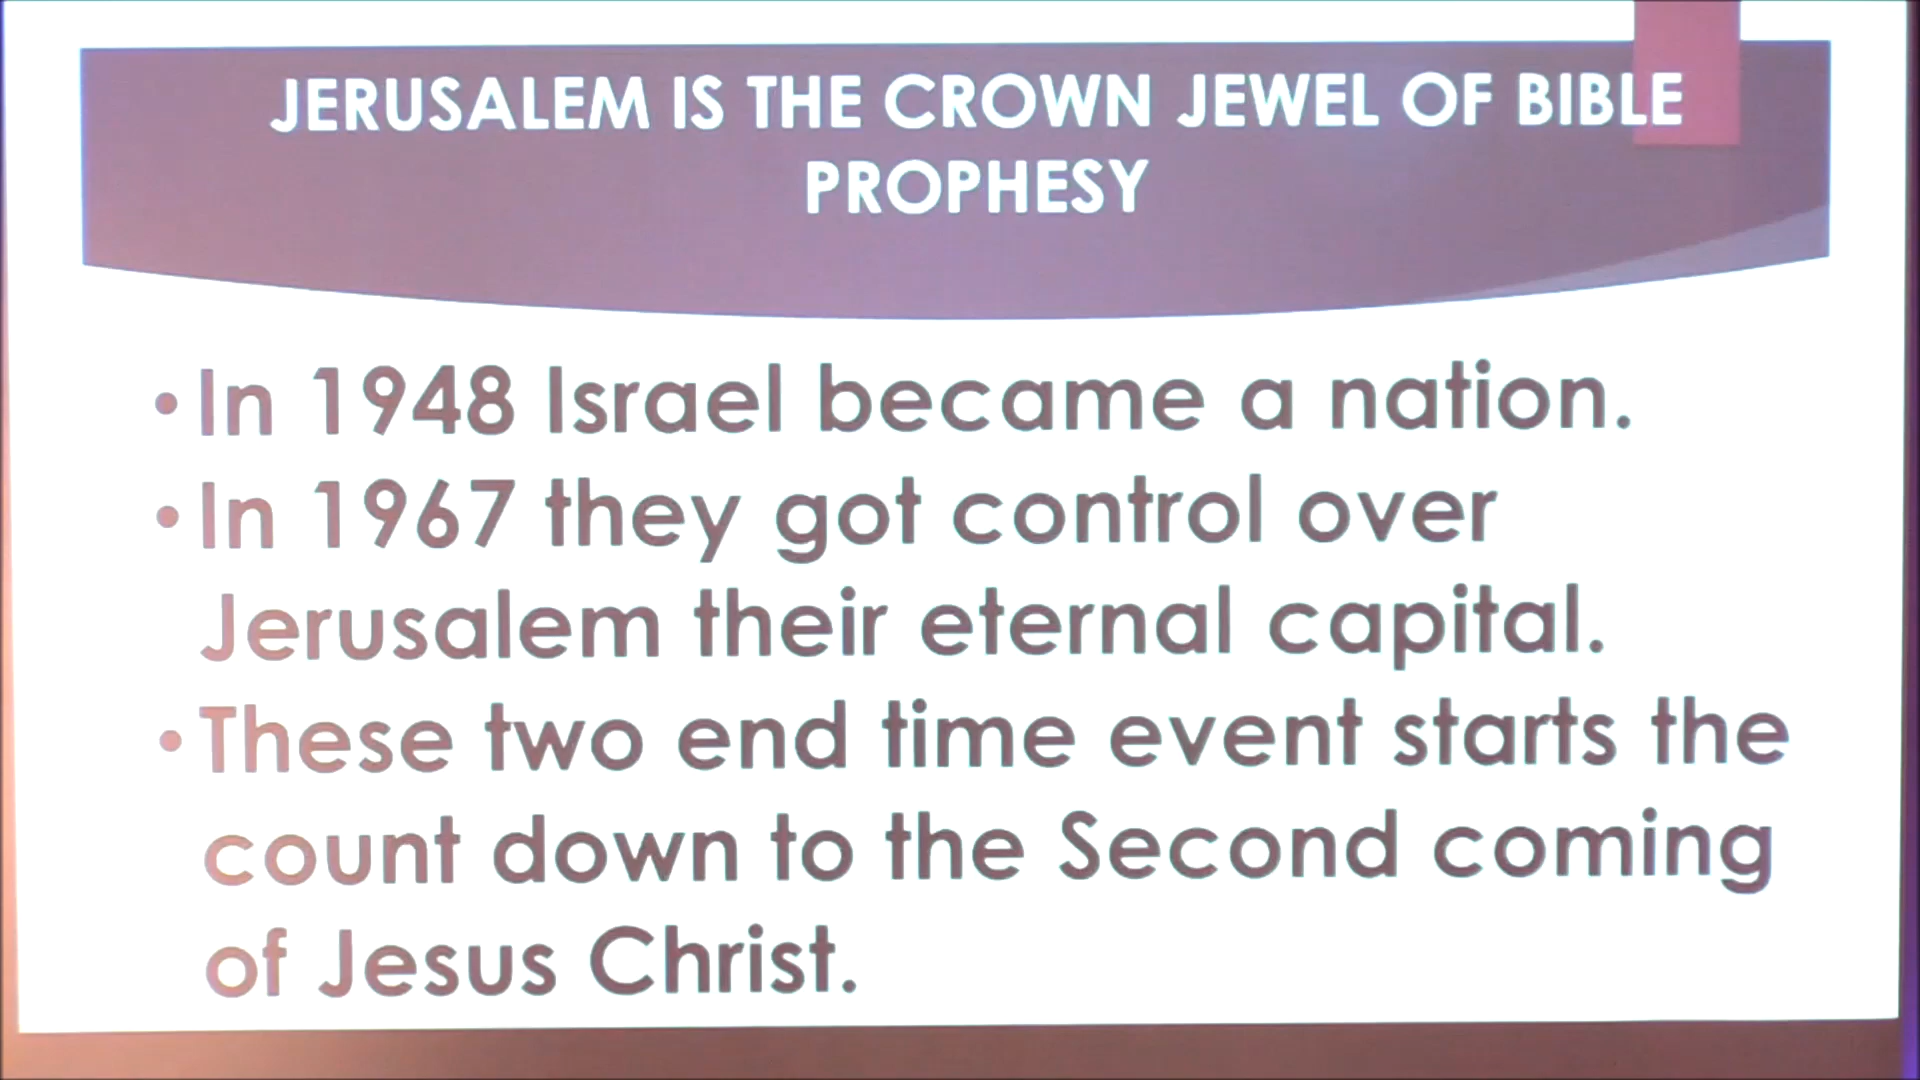 JERUSALEM IS THE CROWN JEWEL OF BIBLE
PROPHESY
• In 1948 Israel became a nation.
• In 1967 they got control over
Jerusalem their eternal capital.
• These two end time event starts the
count down to the Second coming
of Jesus Christ.